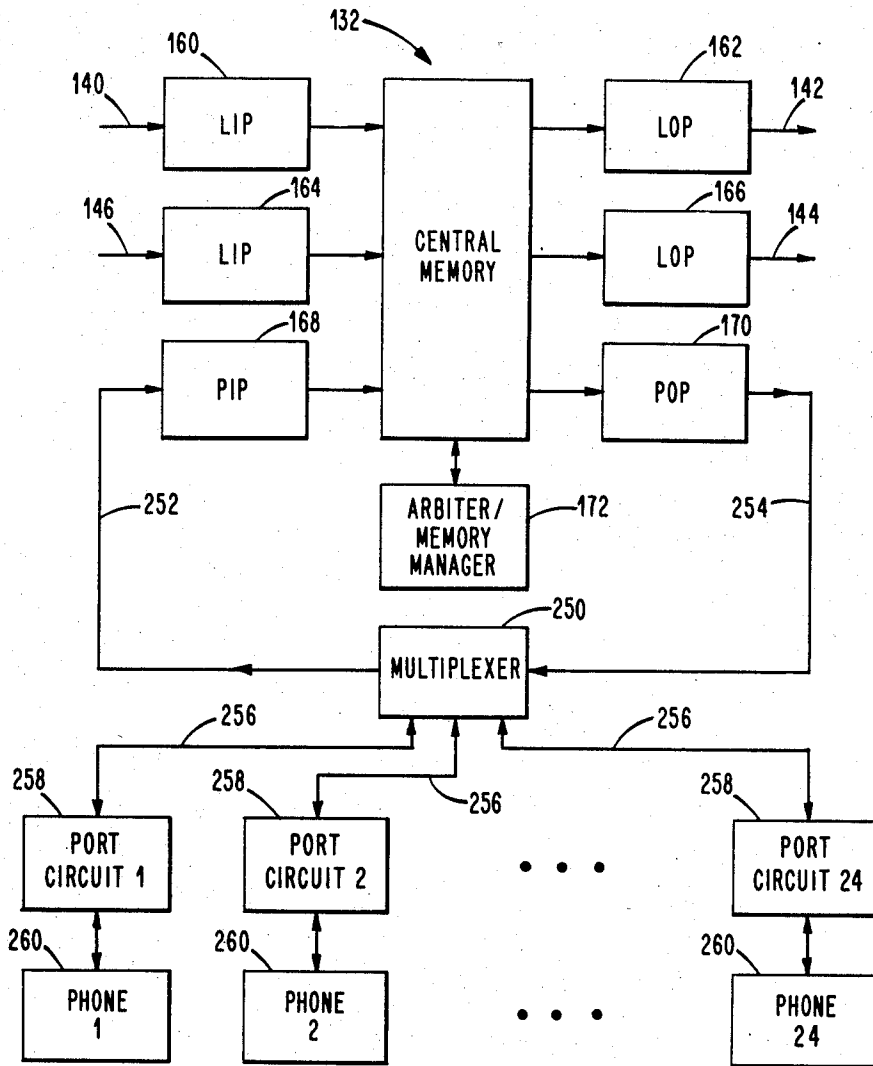 132
160
162
140
LIP
LOP
142
146
164
166
144
LIP
CENTRAL
MEMORY
LOP
168
170
PIP
POP
252
ARBITER/
MEMORY
MANAGER
172
254
250
MULTIPLEXER
256
256
258
258
256
258
PORT
CIRCUIT 1
PORT
CIRCUIT 2
• • •
PORT
CIRCUIT 24
260
260
260
PHONE
1
PHONE
2
• • •
PHONE
24